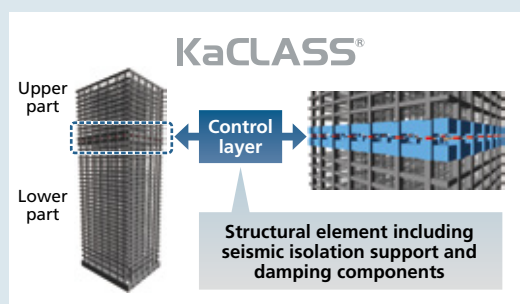 KaCLASS®
Upper
part
Control
layer
Lower
part
Structural element including
seismic isolation support and
damping components